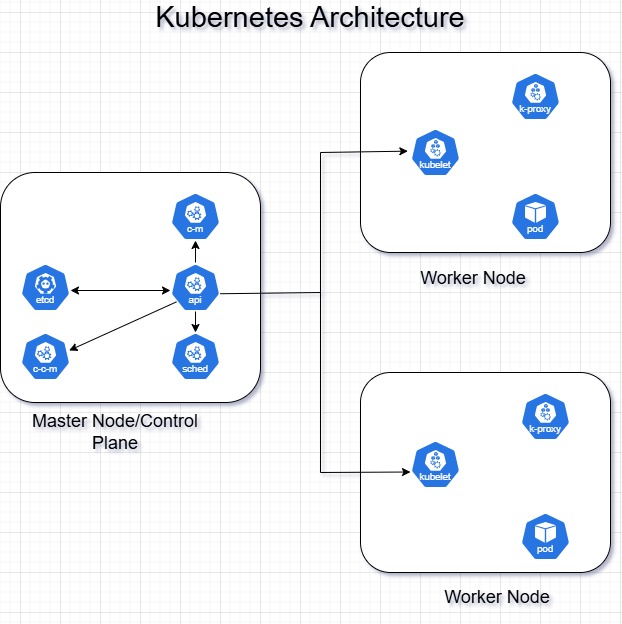 Kubernetes Architecture
c-m
etcd
api
c-c-m
sched
Master Node/Control
Plane
k-proxy
kubelet
pod
Worker Node
k-proxy
kubelet
pod
Worker Node